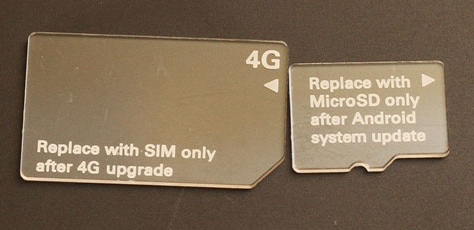 4G
Replace with SIM only
after 4G upgrade
Replace with
MicroSD only
after Android
system update